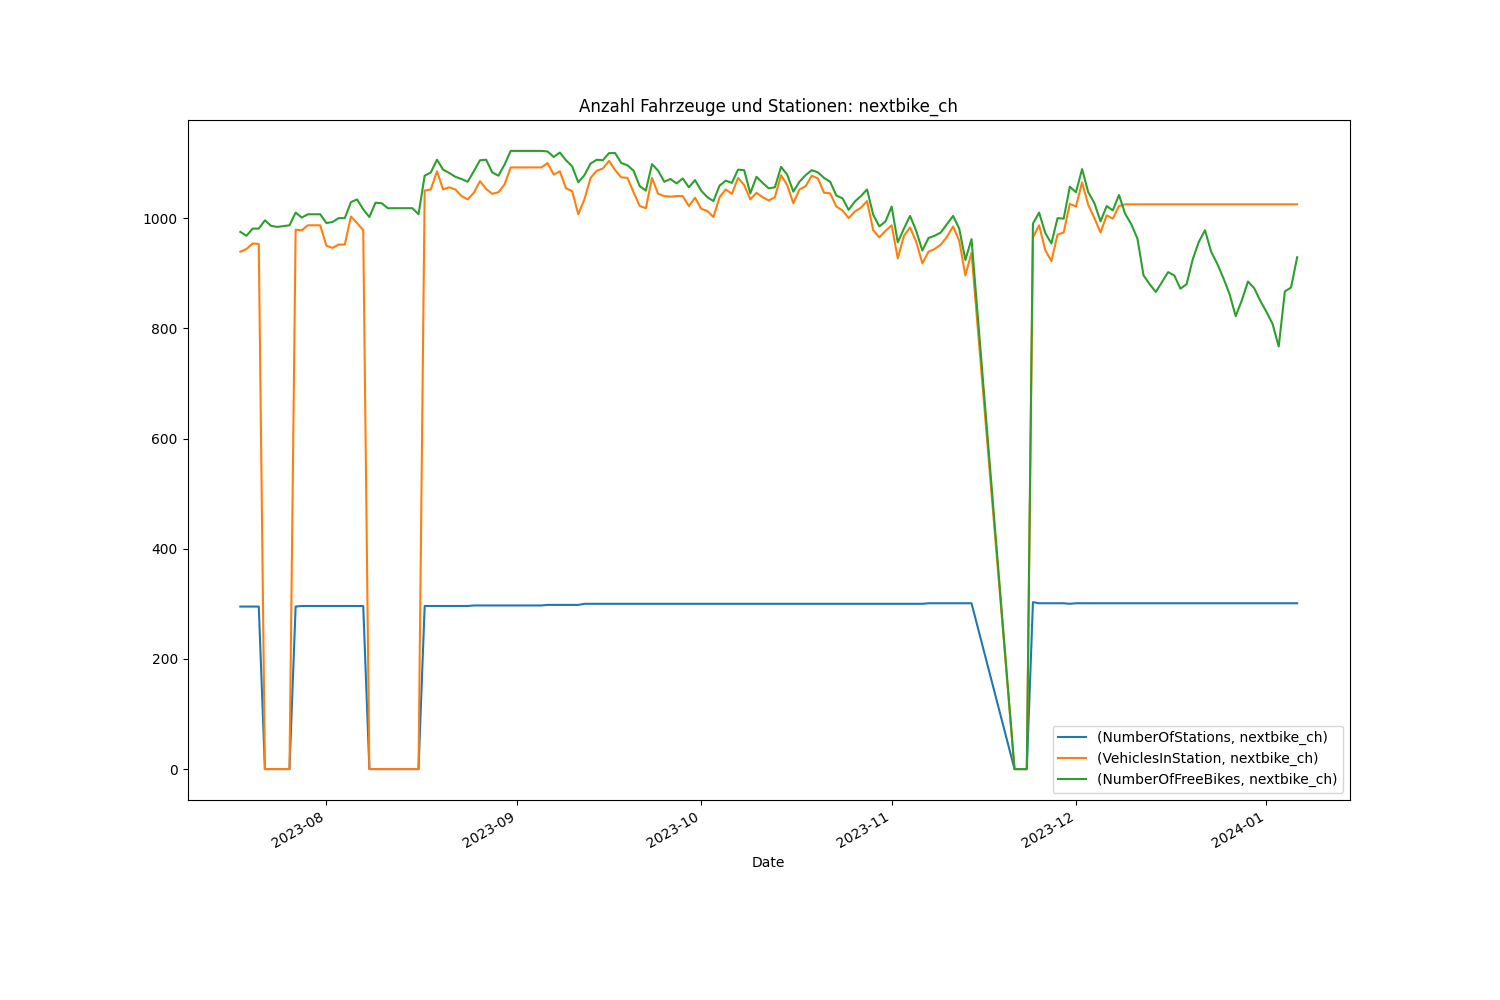 Anzahl Fahrzeuge und Stationen: nextbike_ch
1000
800
600
400
200
0
(NumberOfStations, nextbike_ch)
(VehiclesInStation, nextbike_ch)
(NumberOfFreeBikes, nextbike_ch)
2023-08
2023-09
2023-10
2023-11
2023-12
2024-01
Date